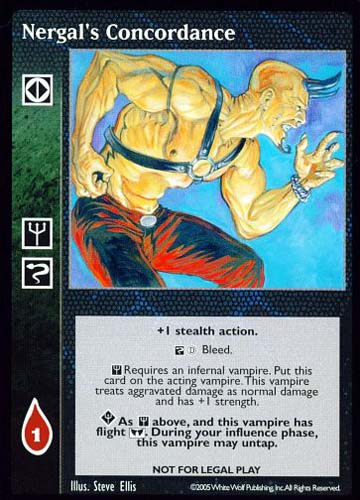 Nergal's Concordance
+1 stealth action.
Bleed.
Requires an infernal vampire. Put this
card on the acting vampire. This vampire
treats aggravated damage as normal damage
and has +1 strength.
As above, and this vampire has
flight. During your influence phase,
this vampire may untap.
1
NOT FOR LEGAL PLAY
Illus. Steve Ellis
©2005 White Wolf Publishing, Inc. All Rights Reserved.